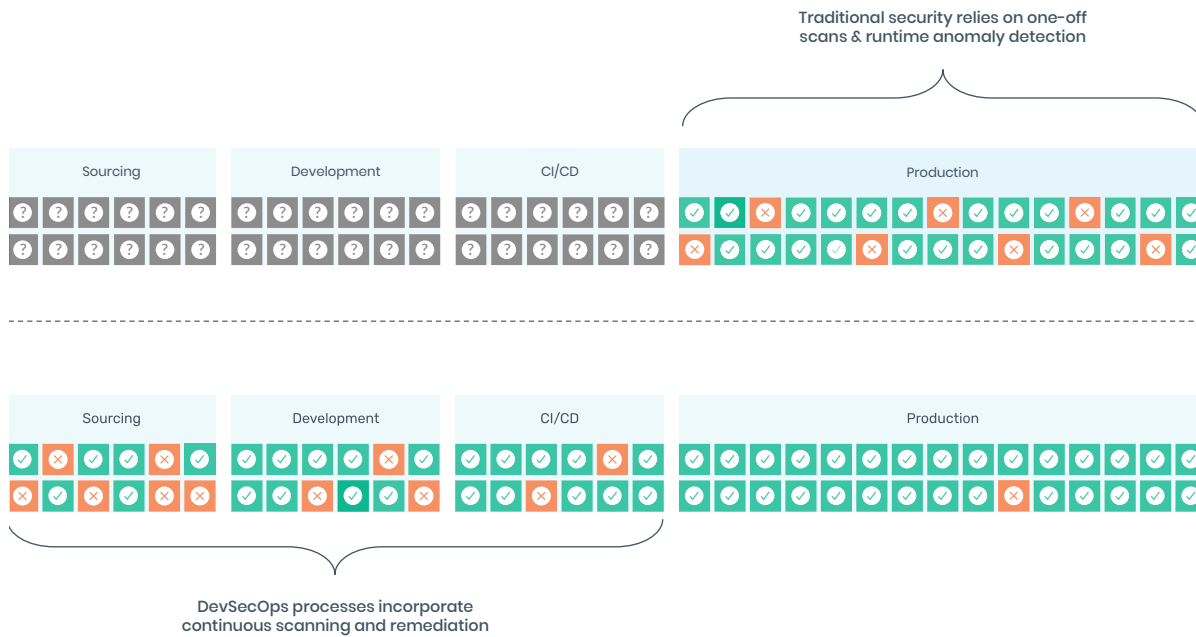 Traditional security relies on one-off
scans & runtime anomaly detection
Sourcing
Development
CI/CD
Production
? ? ? ? ? ? ? ? ? ? ? ? ? ? ? ? ? ?
? ? ? ? ? ? ? ? ? ? ? ? ? ? ? ? ? ?
Sourcing
Development
CI/CD
Production
DevSecOps processes incorporate
continuous scanning and remediation